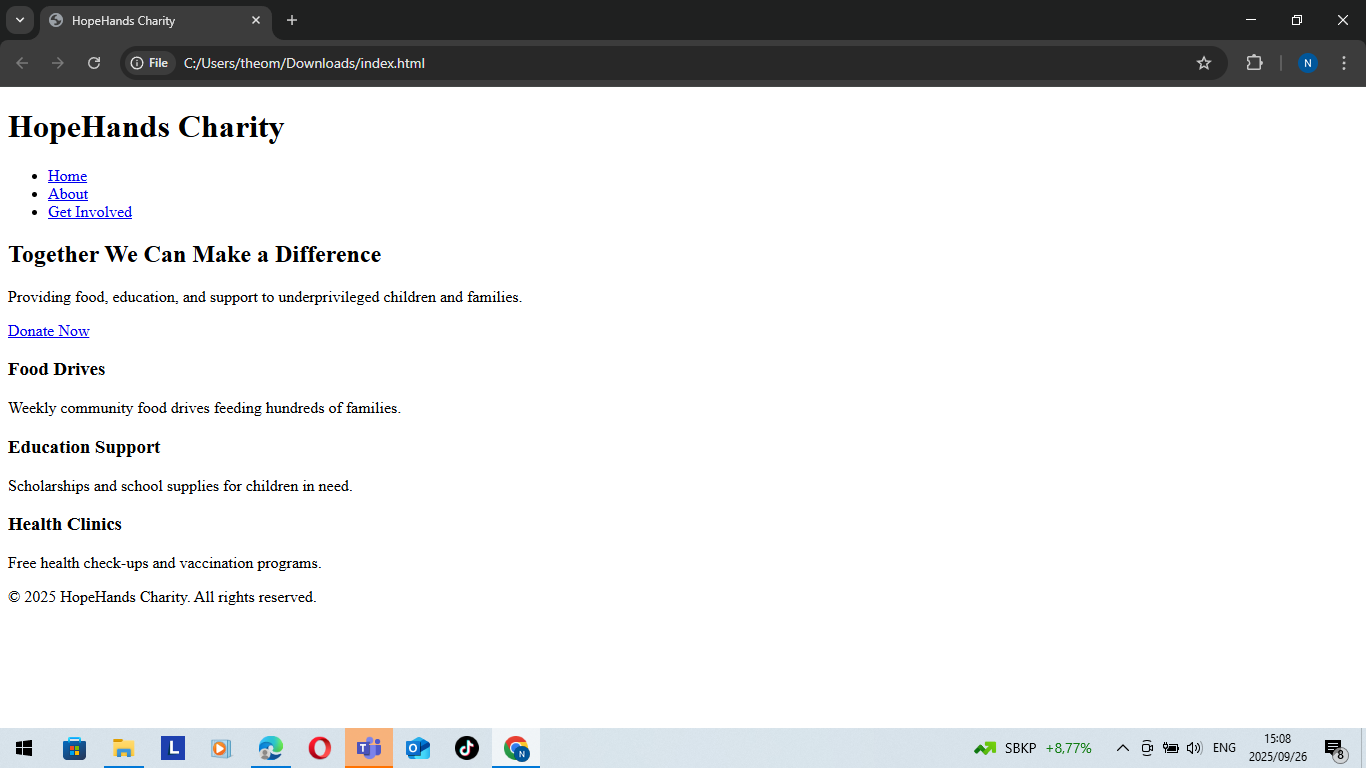 HopeHands Charity
File
C:/Users/theom/Downloads/index.html
N
HopeHands Charity
Home
About
Get Involved
Together We Can Make a Difference
Providing food, education, and support to underprivileged children and families.
Donate Now
Food Drives
Weekly community food drives feeding hundreds of families.
Education Support
Scholarships and school supplies for children in need.
Health Clinics
Free health check-ups and vaccination programs.
© 2025 HopeHands Charity. All rights reserved.
L
T
O
N
SBKP +8,77%
ENG
15:08
2025/09/26
8